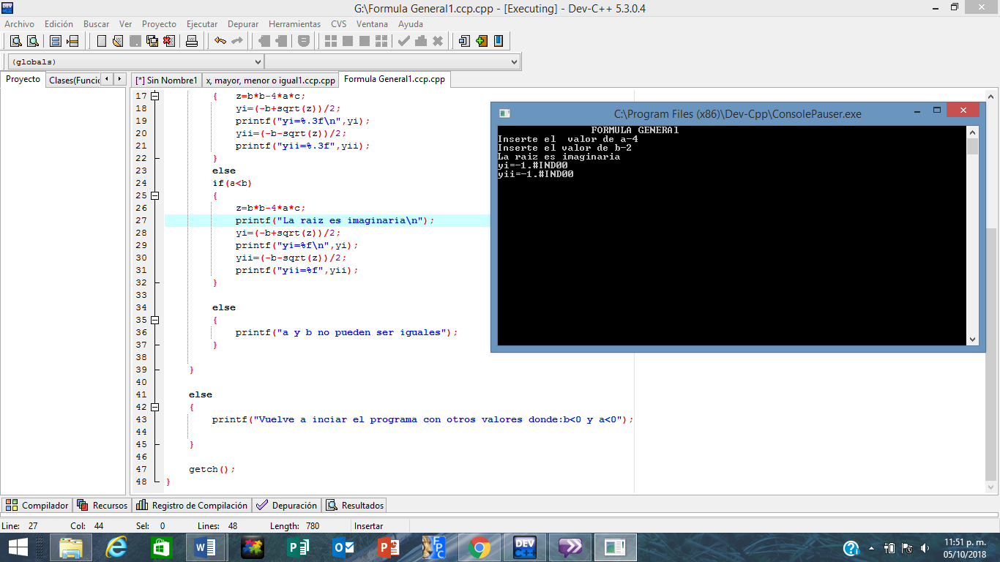 G:\Formula General1.ccp.cpp - [Executing] - Dev-C++ 5.3.0.4
Archivo Edición Buscar Ver Proyecto Ejecutar Depurar Herramientas CVS Ventana Ayuda
(globals)
Proyecto Clases(Funcio [*] Sin Nombre1 x, mayor, menor o igual1.ccp.cpp Formula General1.ccp.cpp
17 { z=b*b-4*a*c;
18 yi=(-b+sqrt(z))/2;
19 printf("yi=%.3f\n",yi);
20 yii=(-b-sqrt(z))/2;
21 printf("yii=%.3f",yii);
22 }
23 else
24 if(a<b)
25 {
26 z=b*b-4*a*c;
27 printf("La raiz es imaginaria\n");
28 yi=(-b+sqrt(z))/2;
29 printf("yi=%f\n",yi);
30 yii=(-b-sqrt(z))/2;
31 printf("yii=%f",yii);
32 }
33
34 else
35 {
36 printf("a y b no pueden ser iguales");
37 }
38
39 }
40
41 else
42 {
43 printf("Vuelve a inciar el programa con otros valores donde:b<0 y a<0");
44
45 }
46
47 getch();
48 }
C:\Program Files (x86)\Dev-Cpp\ConsolePauser.exe
FORMULA GENERAl
Inserte el  valor de a-4
Inserte el valor de b-2
La raiz es imaginaria
yi=-1.#IND00
yii=-1.#IND00
Compilador Recursos Registro de Compilación Depuración Resultados
Line: 27 Col: 44 Sel: 0 Lines: 48 Length: 780 Insertar
11:51 p. m.
05/10/2018